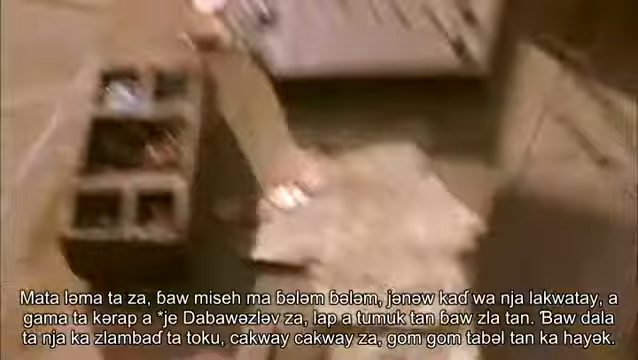 Mata ləma ta za, ɓaw miseh ma ɓələm ɓələm, jənəw kaɗ wa nja lakwatay, a
gama ta kərap a *je Dabawəzləv za, lap a tumuk tan ɓaw zla tan. Ɓaw dala
ta nja ka zlambaɗ ta toku, cakway cakway za, gom gom tabəl tan ka hayək.